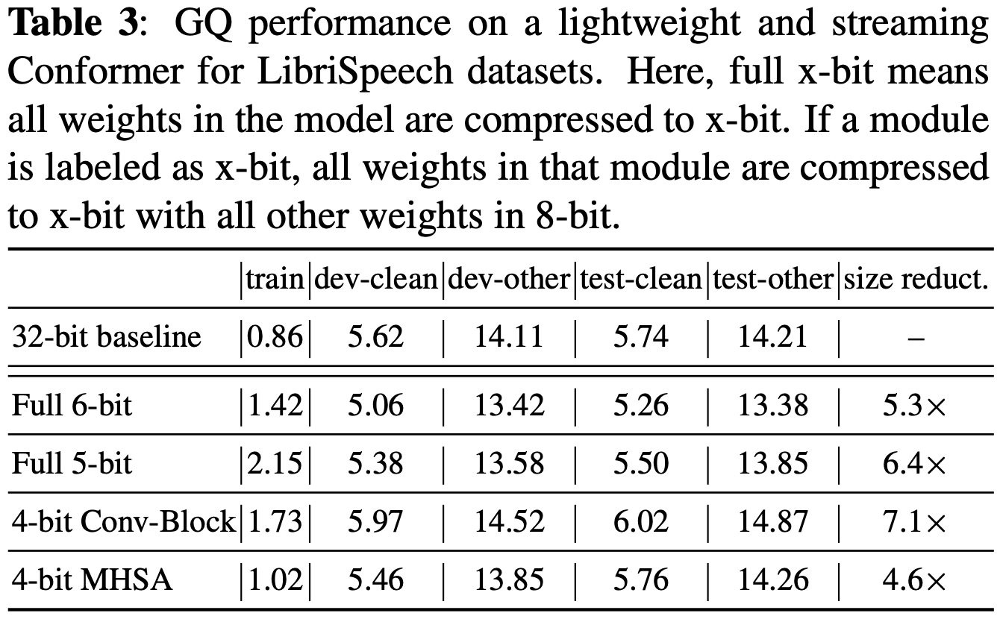 Table 3: GQ performance on a lightweight and streaming
Conformer for LibriSpeech datasets. Here, full x-bit means
all weights in the model are compressed to x-bit. If a module
is labeled as x-bit, all weights in that module are compressed
to x-bit with all other weights in 8-bit.
train dev-clean dev-other test-clean test-other size reduct.
32-bit baseline 0.86 5.62 14.11 5.74 14.21 –
Full 6-bit 1.42 5.06 13.42 5.26 13.38 5.3×
Full 5-bit 2.15 5.38 13.58 5.50 13.85 6.4×
4-bit Conv-Block 1.73 5.97 14.52 6.02 14.87 7.1×
4-bit MHSA 1.02 5.46 13.85 5.76 14.26 4.6×